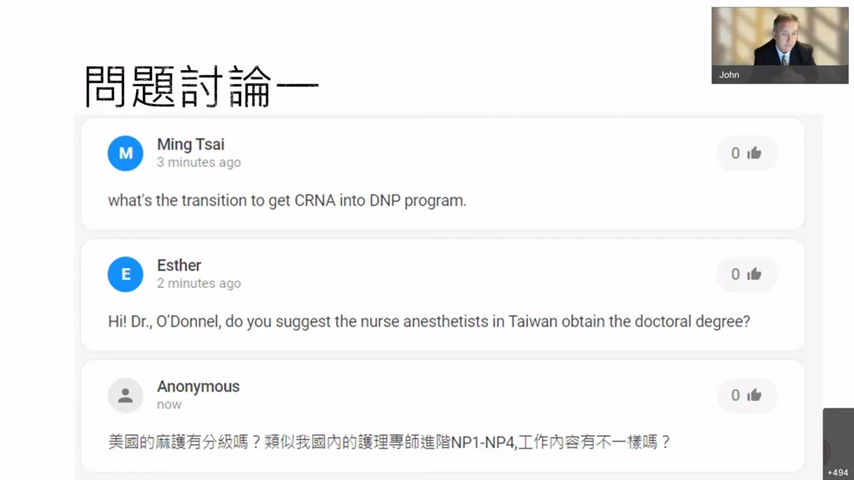 John
問題討論一
M
Ming Tsai
3 minutes ago
0
what's the transition to get CRNA into DNP program.
E
Esther
2 minutes ago
0
Hi! Dr., O'Donnel, do you suggest the nurse anesthetists in Taiwan obtain the doctoral degree?
Anonymous
now
0
美國的麻護有分級嗎？類似我國內的護理專師進階NP1-NP4,工作內容有不一樣嗎？
+494